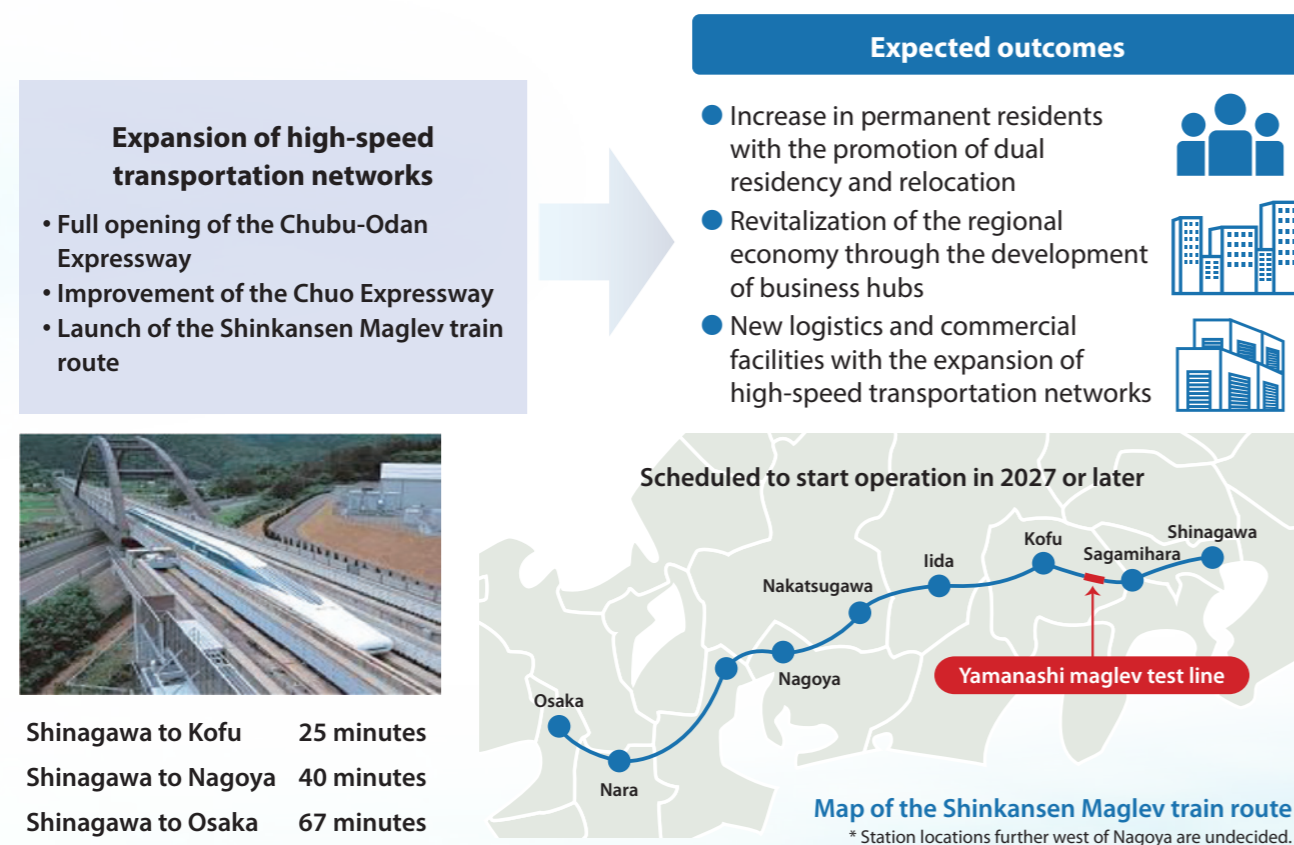 Expansion of high-speed
transportation networks
• Full opening of the Chubu-Odan
Expressway
• Improvement of the Chuo Expressway
• Launch of the Shinkansen Maglev train
route
Expected outcomes
● Increase in permanent residents
with the promotion of dual
residency and relocation
● Revitalization of the regional
economy through the development
of business hubs
● New logistics and commercial
facilities with the expansion of
high-speed transportation networks
Shinagawa to Kofu 25 minutes
Shinagawa to Nagoya 40 minutes
Shinagawa to Osaka 67 minutes
Scheduled to start operation in 2027 or later
Shinagawa
Kofu
Sagamihara
Iida
Nakatsugawa
Nagoya
Yamanashi maglev test line
Osaka
Nara
Map of the Shinkansen Maglev train route
* Station locations further west of Nagoya are undecided.